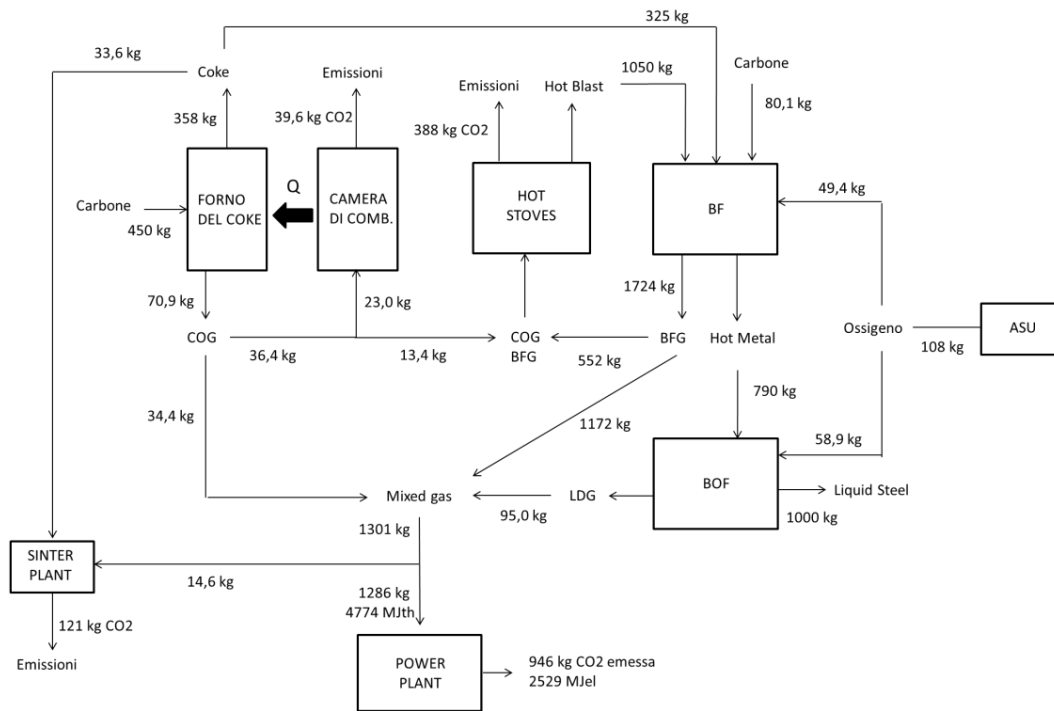 325 kg
33,6 kg
Coke
Emissioni
Emissioni
Hot Blast
1050 kg
Carbone
358 kg
39,6 kg CO2
388 kg CO2
80,1 kg
FORNO
DEL COKE
Q
CAMERA
DI COMB.
HOT
STOVES
BF
49,4 kg
Carbone
450 kg
70,9 kg
23,0 kg
1724 kg
COG
36,4 kg
13,4 kg
COG
BFG
552 kg
BFG
Hot Metal
Ossigeno
108 kg
ASU
34,4 kg
1172 kg
790 kg
58,9 kg
BOF
Mixed gas
LDG
95,0 kg
Liquid Steel
1000 kg
1301 kg
SINTER
PLANT
14,6 kg
1286 kg
4774 MJth
121 kg CO2
Emissioni
POWER
PLANT
946 kg CO2 emessa
2529 MJel